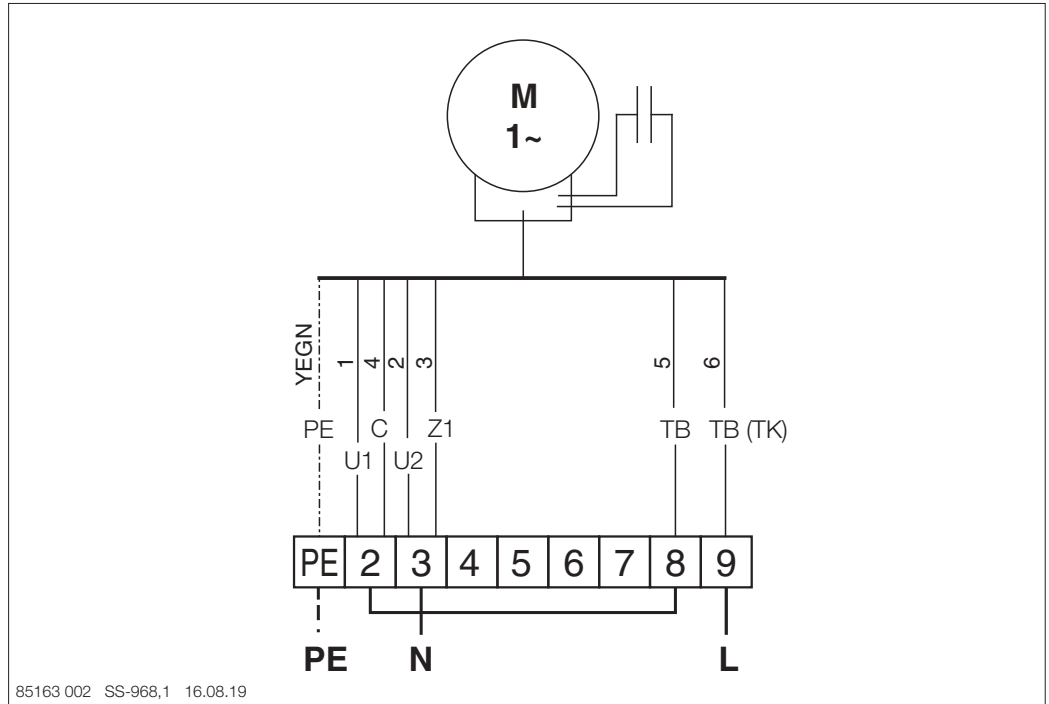 M
1~
YEGN 1 4 2 3 5 6
PE C Z1 TB TB (TK)
U1 U2
PE 2 3 4 5 6 7 8 9
PE N L
85163 002 SS-968,1 16.08.19